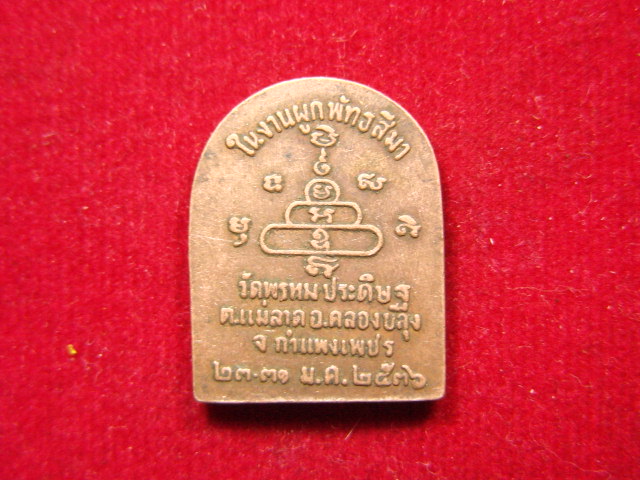 ในงานผูกพัทธสีมา
วัดพรหมประดิษฐ
ต.แม่ลาด อ.คลองขลุง
จ กำแพงเพชร
๒๓-๓๑ ม.ค. ๒๕๓๖